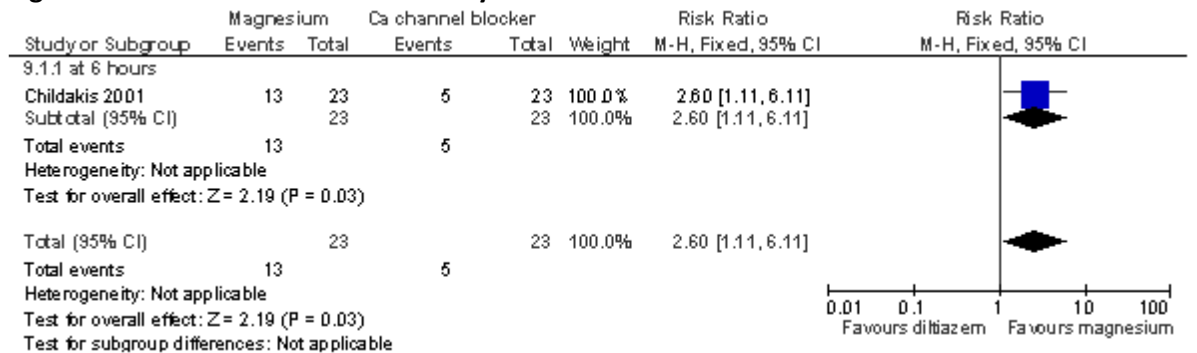 Magnesium Ca channel blocker Risk Ratio Risk Ratio
Study or Subgroup Events Total Events Total Weight M-H, Fixed, 95% CI M-H, Fixed, 95% CI
9.1.1 at 6 hours
Childakis 2001 13 23 5 23 100.0% 2.60 [1.11, 6.11]
Subtotal (95% CI) 23 23 100.0% 2.60 [1.11, 6.11]
Total events 13 5
Heterogeneity: Not applicable
Test for overall effect: Z = 2.19 (P = 0.03)
Total (95% CI) 23 23 100.0% 2.60 [1.11, 6.11]
Total events 13 5
Heterogeneity: Not applicable
Test for overall effect: Z = 2.19 (P = 0.03)
Test for subgroup differences: Not applicable
0.01 0.1 1 10 100
Favours diltiazem Favours magnesium